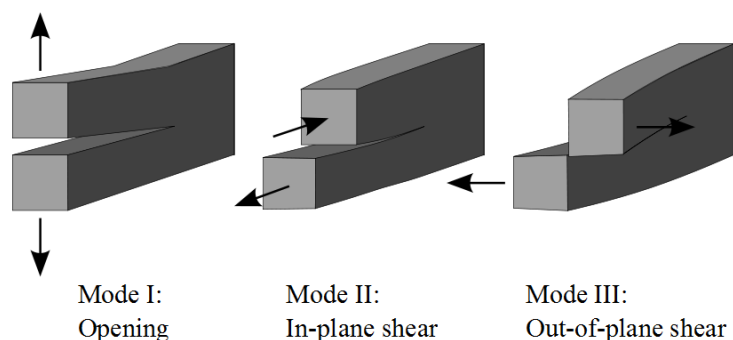 Mode I:
Opening
Mode II:
In-plane shear
Mode III:
Out-of-plane shear